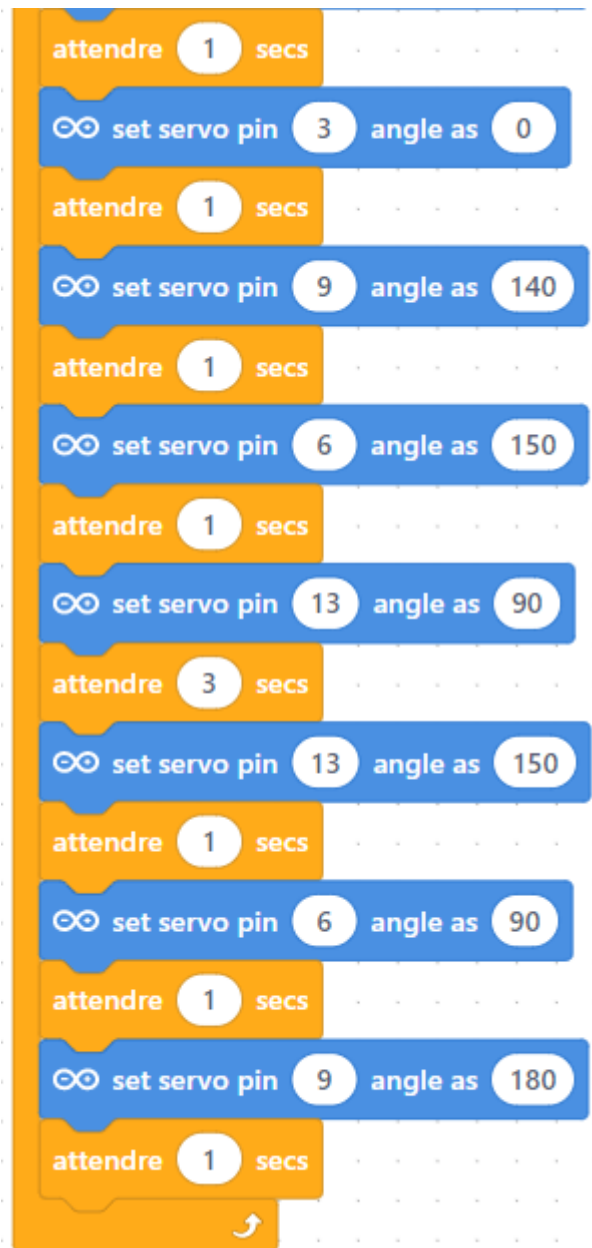 attendre 1 secs
set servo pin 3 angle as 0
attendre 1 secs
set servo pin 9 angle as 140
attendre 1 secs
set servo pin 6 angle as 150
attendre 1 secs
set servo pin 13 angle as 90
attendre 3 secs
set servo pin 13 angle as 150
attendre 1 secs
set servo pin 6 angle as 90
attendre 1 secs
set servo pin 9 angle as 180
attendre 1 secs